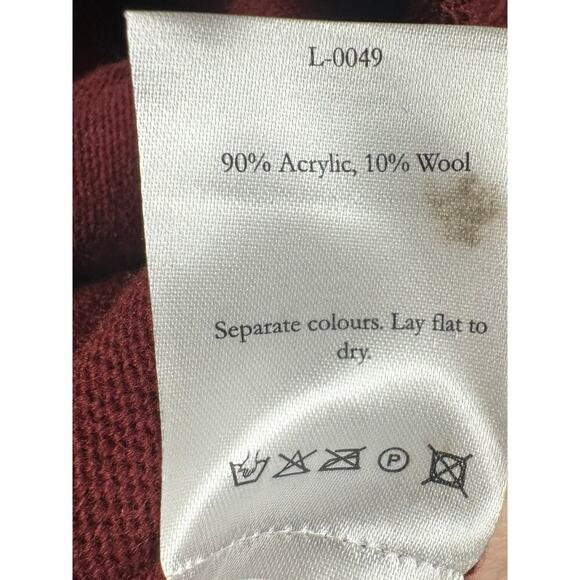 L-0049
90% Acrylic, 10% Wool
Separate colours. Lay flat to
dry.
P